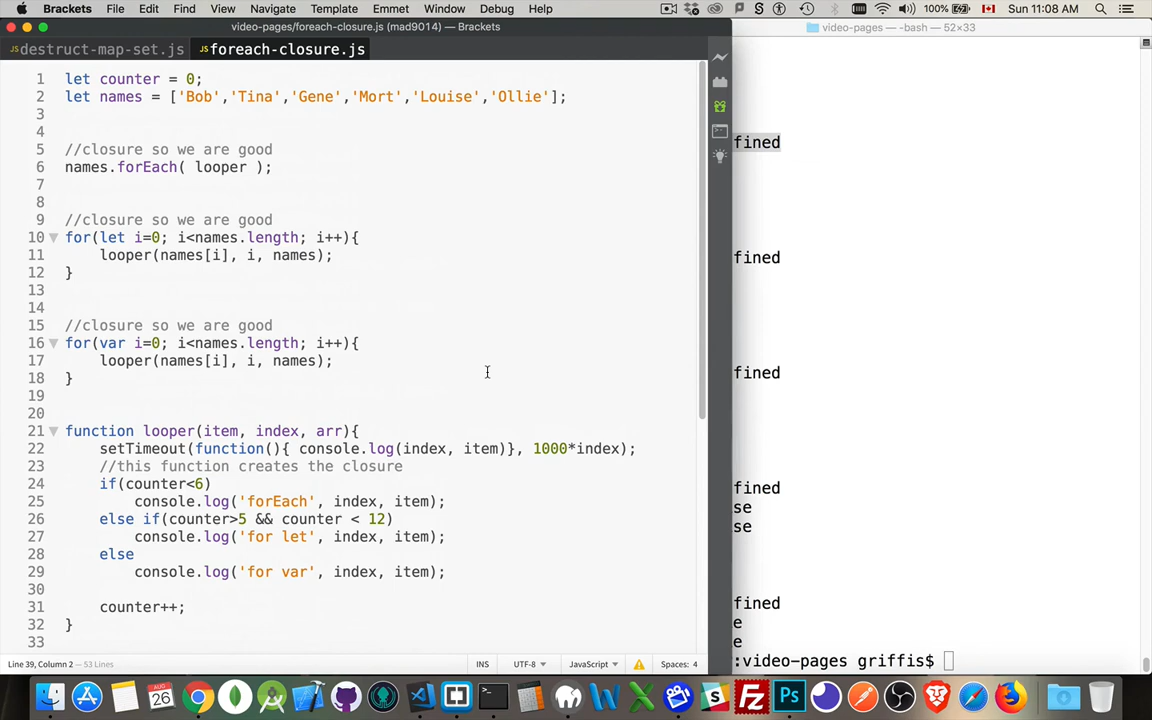 Brackets File Edit Find View Navigate Template Emmet Window Debug Help 100% Sun 11:08 AM
video-pages/foreach-closure.js (mad9014) — Brackets
video-pages — -bash — 52×33
JS destruct-map-set.js JS foreach-closure.js
1 let counter = 0;
2 let names = ['Bob','Tina','Gene','Mort','Louise','Ollie'];
3
4
5 //closure so we are good
6 names.forEach( looper );
7
8
9 //closure so we are good
10 for(let i=0; i<names.length; i++){
11 looper(names[i], i, names);
12 }
13
14
15 //closure so we are good
16 for(var i=0; i<names.length; i++){
17 looper(names[i], i, names);
18 }
19
20
21 function looper(item, index, arr){
22 setTimeout(function(){ console.log(index, item)}, 1000*index);
23 //this function creates the closure
24 if(counter<6)
25 console.log('forEach', index, item);
26 else if(counter>5 && counter < 12)
27 console.log('for let', index, item);
28 else
29 console.log('for var', index, item);
30
31 counter++;
32 }
33
fined
fined
fined
fined
se
se
fined
e
e
:video-pages griffis$
Line 39, Column 2 — 53 Lines INS UTF-8 JavaScript Spaces: 4
AUG
26